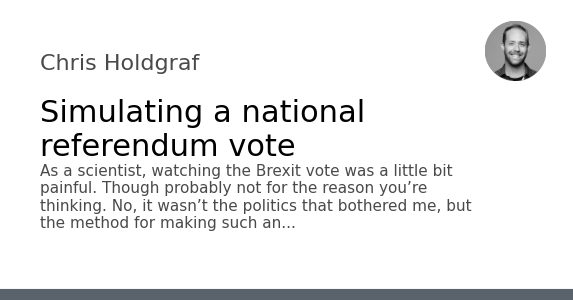 Chris Holdgraf
Simulating a national
referendum vote
As a scientist, watching the Brexit vote was a little bit
painful. Though probably not for the reason you’re
thinking. No, it wasn’t the politics that bothered me, but
the method for making such an...